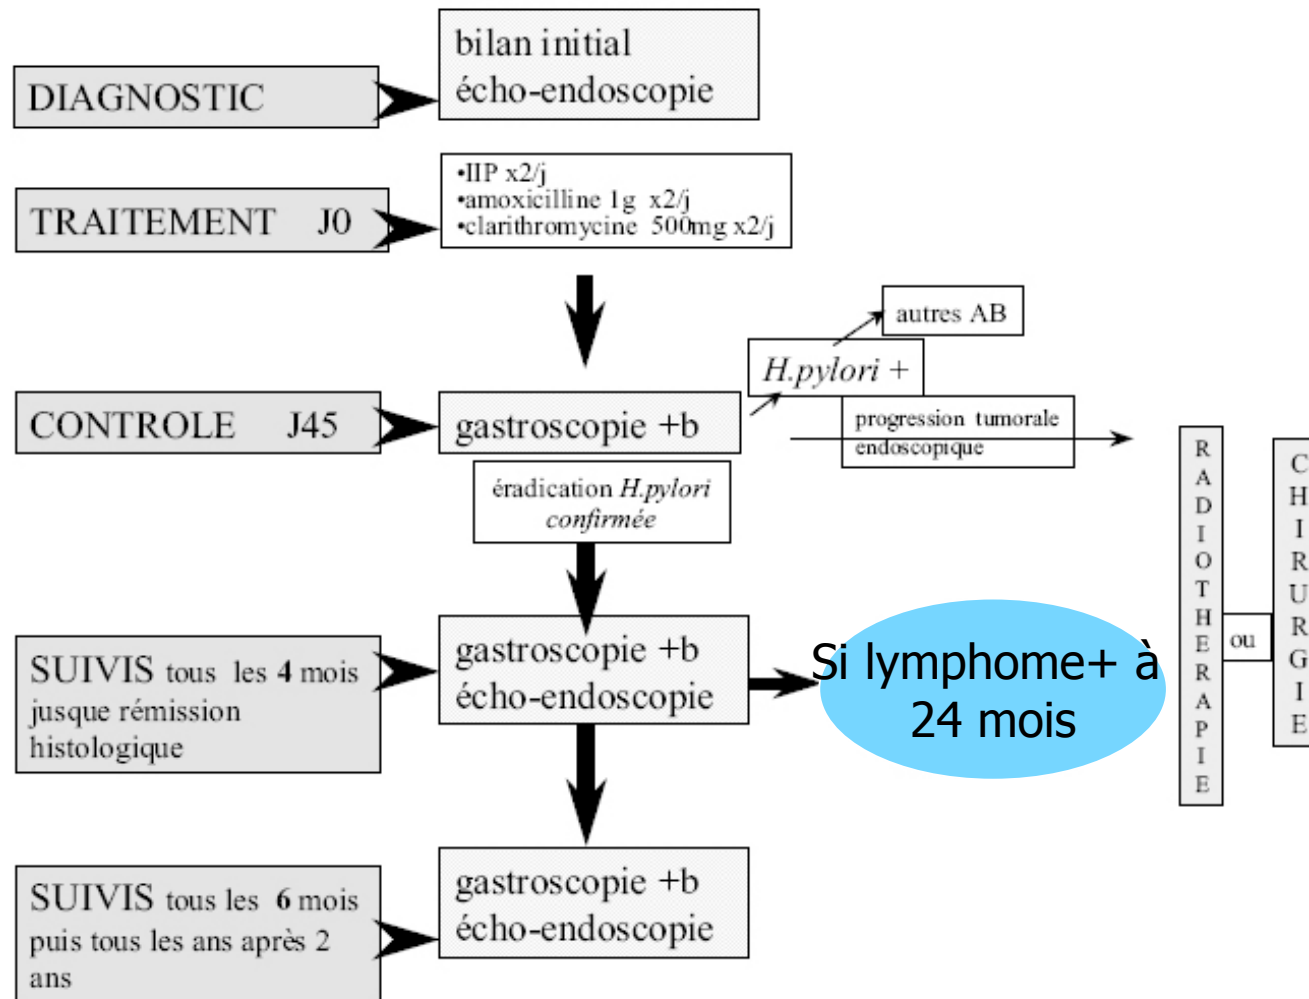 DIAGNOSTIC
bilan initial
écho-endoscopie
TRAITEMENT J0
•IIP x2/j
•amoxicilline 1g x2/j
•clarithromycine 500mg x2/j
CONTROLE J45
gastroscopie +b
H.pylori +
autres AB
progression tumorale
endoscopique
éradication H.pylori
confirmée
SUIVIS tous les 4 mois
jusque rémission
histologique
gastroscopie +b
écho-endoscopie
Si lymphome+ à
24 mois
RADIOTHERAPIE
ou
CHIRURGIE
SUIVIS tous les 6 mois
puis tous les ans après 2
ans
gastroscopie +b
écho-endoscopie